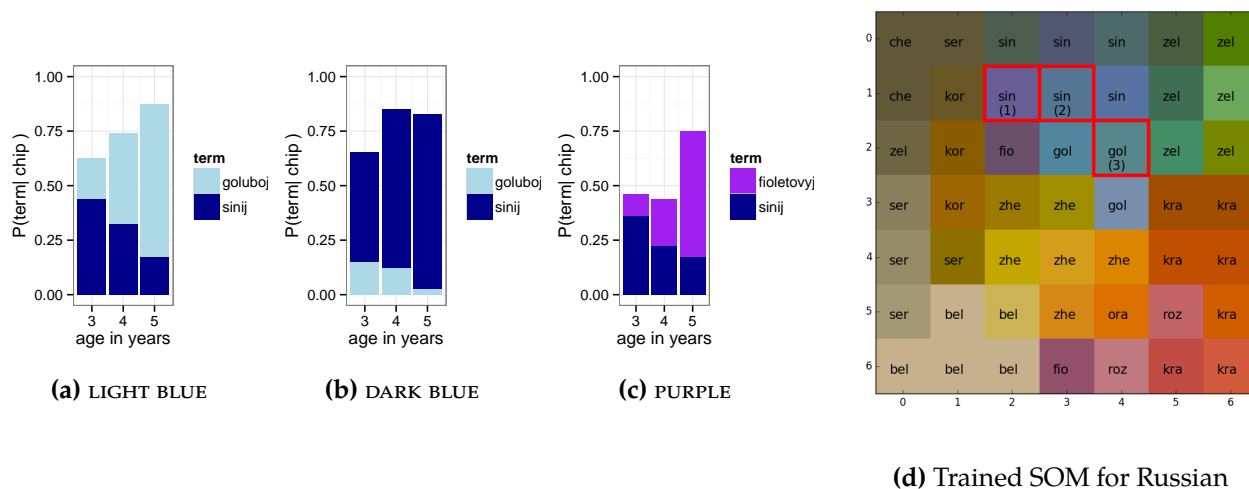 1.00
0.75
0.50
0.25
0.00
P(term| chip )
3 4 5
age in years
term
goluboj
sinij
(a) LIGHT BLUE
1.00
0.75
0.50
0.25
0.00
P(term| chip )
3 4 5
age in years
term
goluboj
sinij
(b) DARK BLUE
1.00
0.75
0.50
0.25
0.00
P(term| chip )
3 4 5
age in years
term
fioletovyj
sinij
(c) PURPLE
0 che ser sin sin sin zel zel
1 che kor sin sin sin zel zel
(1) (2)
2 zel kor fio gol gol zel zel
(3)
3 ser kor zhe zhe gol kra kra
4 ser ser zhe zhe zhe kra kra
5 ser bel bel zhe ora roz kra
6 bel bel bel fio roz kra kra
0 1 2 3 4 5 6
(d) Trained SOM for Russian